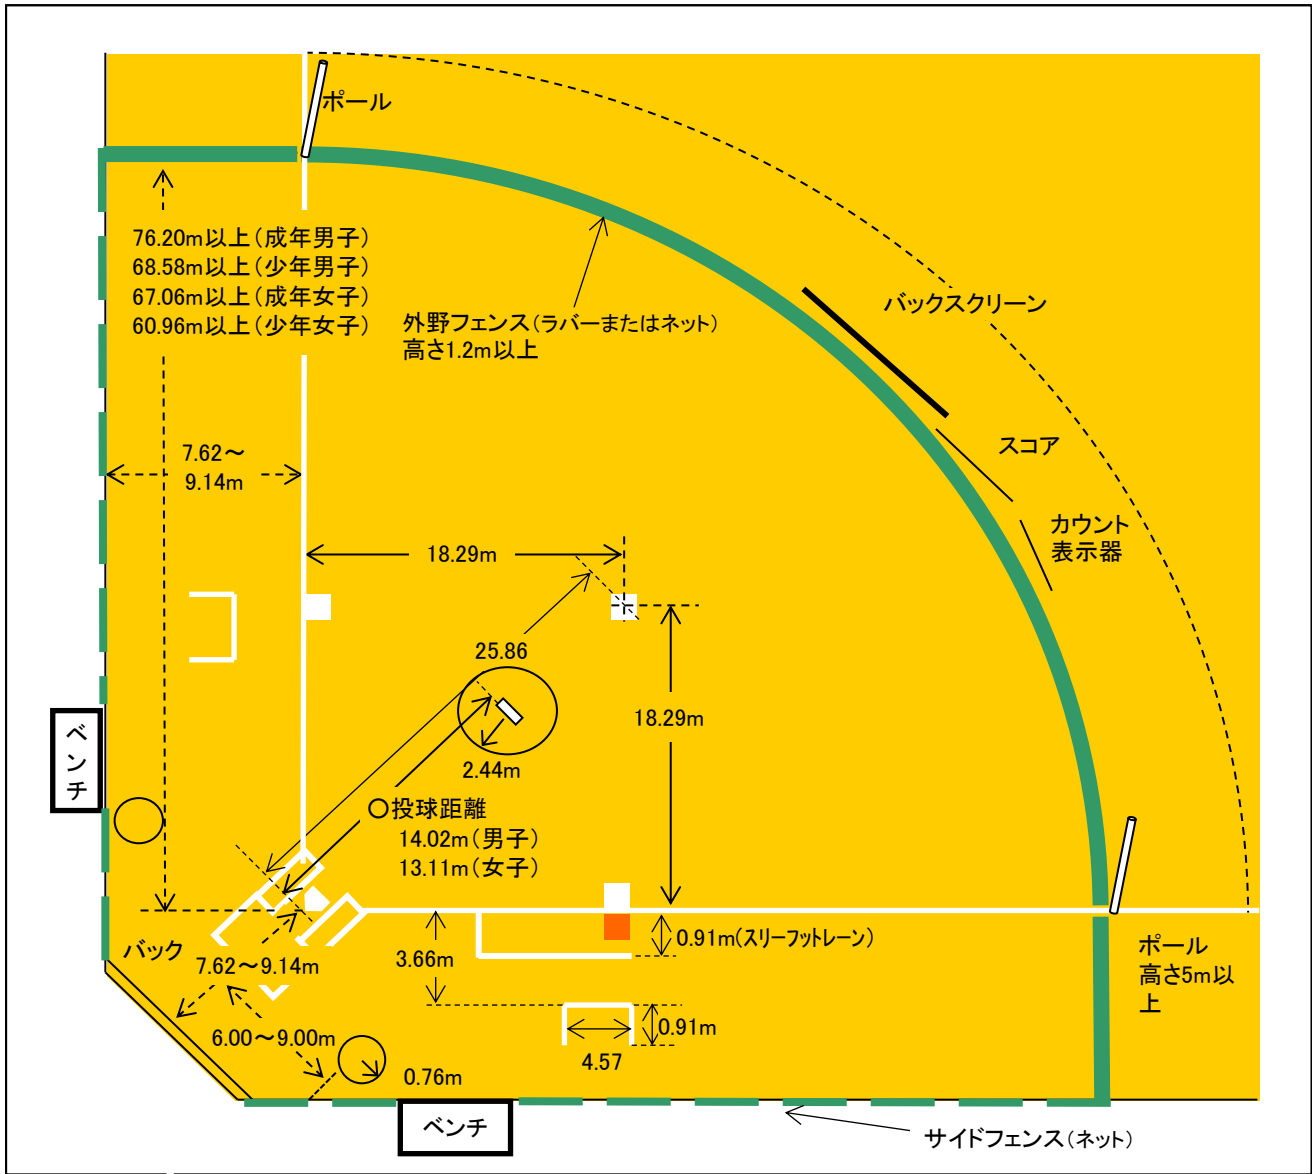 ポール
76.20m以上(成年男子)
68.58m以上(少年男子)
67.06m以上(成年女子)
60.96m以上(少年女子)
外野フェンス(ラバーまたはネット)
高さ1.2m以上
バックスクリーン
スコア
カウント
表示器
7.62～
9.14m
18.29m
25.86
18.29m
2.44m
ベンチ
〇投球距離
14.02m(男子)
13.11m(女子)
バック
7.62～9.14m
3.66m
0.91m(スリーフットレーン)
ポール
高さ5m以
上
6.00～9.00m
0.91m
4.57
0.76m
ベンチ
サイドフェンス(ネット)